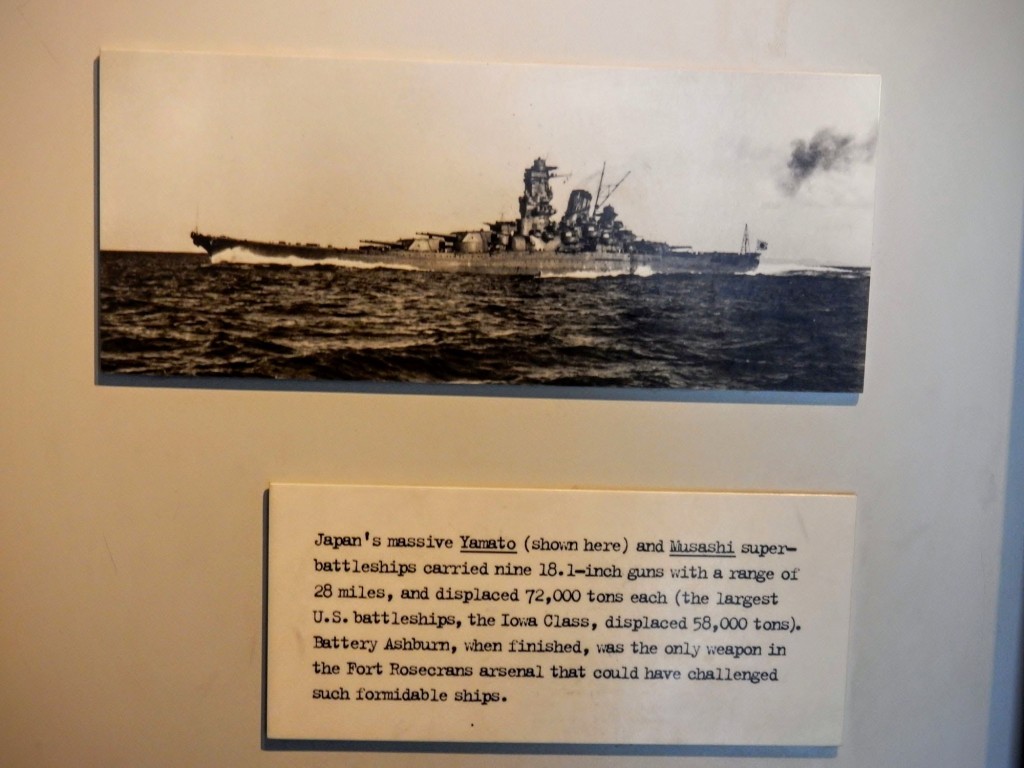 Japan's massive Yamato (shown here) and Musashi super-
battleships carried nine 18.1-inch guns with a range of
28 miles, and displaced 72,000 tons each (the largest
U.S. battleships, the Iowa Class, displaced 58,000 tons).
Battery Ashburn, when finished, was the only weapon in
the Fort Rosecrans arsenal that could have challenged
such formidable ships.